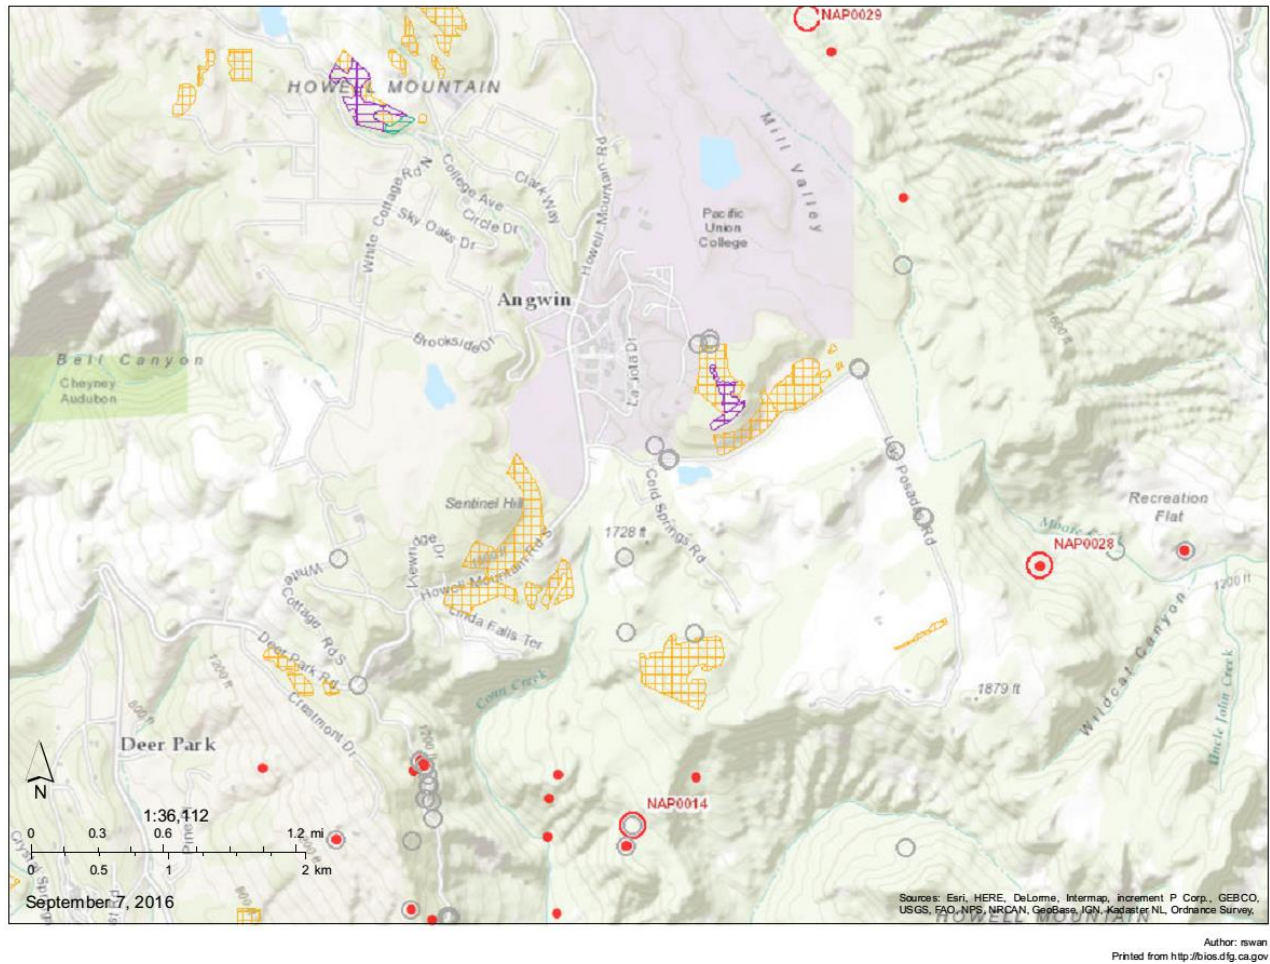 NAP0029
HOWELL MOUNTAIN
Mill Valley
Howell Mountain Rd
White Cottage Rd N
College Ave
Clark Way
Circle Dr
Sky Oaks Dr
Pacific
Union
College
Angwin
Brookside Dr
La Jota Dr
Bell Canyon
Cheyney
Audubon
1600 ft
Las Posadas Rd
Cold Springs Rd
Sentinel Hill
1728 ft
Recreation
Flat
NAP0028
1200 ft
White
Cottage Rd S
Howell Mountain Rd S
Linda Falls Ter
Deer Park Rd
1200 ft
800 ft
Crestmont Dr
Conn Creek
1879 ft
Wildcat Canyon
Uncle John Creek
Deer Park
N
NAP0014
1:36,112
0 0.3 0.6 1.2 mi
0 0.5 1 2 km
September 7, 2016
Sources: Esri, HERE, DeLorme, Intermap, increment P Corp., GEBCO,
USGS, FAO, NPS, NRCAN, GeoBase, IGN, Kadaster NL, Ordnance Survey,
HOWELL MOUNTAIN
Author: rswan
Printed from http://bios.dfg.ca.gov